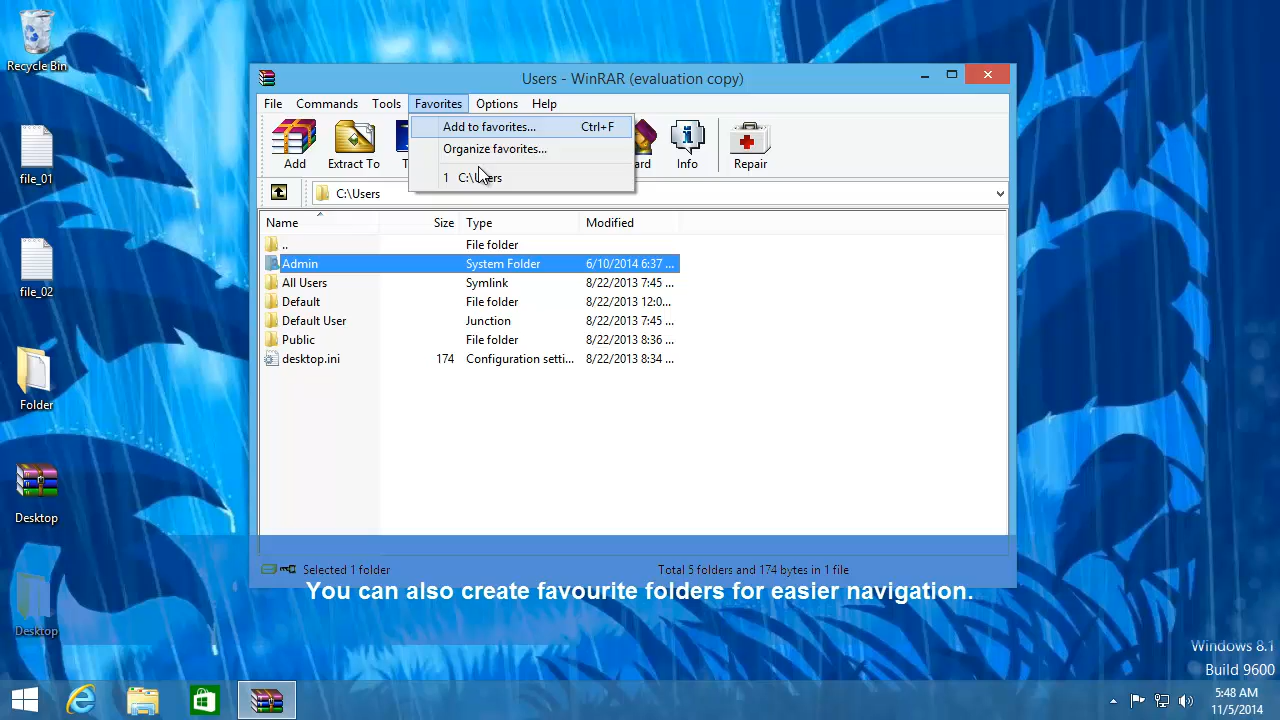 Recycle Bin
file_01
file_02
Folder
Desktop
Desktop
Users - WinRAR (evaluation copy)
File Commands Tools Favorites Options Help
Add to favorites... Ctrl+F
Organize favorites...
1 C:\Users
Add Extract To Info Repair
C:\Users
Name Size Type Modified
.. File folder
Admin System Folder 6/10/2014 6:37 ...
All Users Symlink 8/22/2013 7:45 ...
Default File folder 8/22/2013 12:0...
Default User Junction 8/22/2013 7:45 ...
Public File folder 8/22/2013 8:36 ...
desktop.ini 174 Configuration setti... 8/22/2013 8:34 ...
Selected 1 folder Total 5 folders and 174 bytes in 1 file
You can also create favourite folders for easier navigation.
Windows 8.1
Build 9600
5:48 AM
11/5/2014